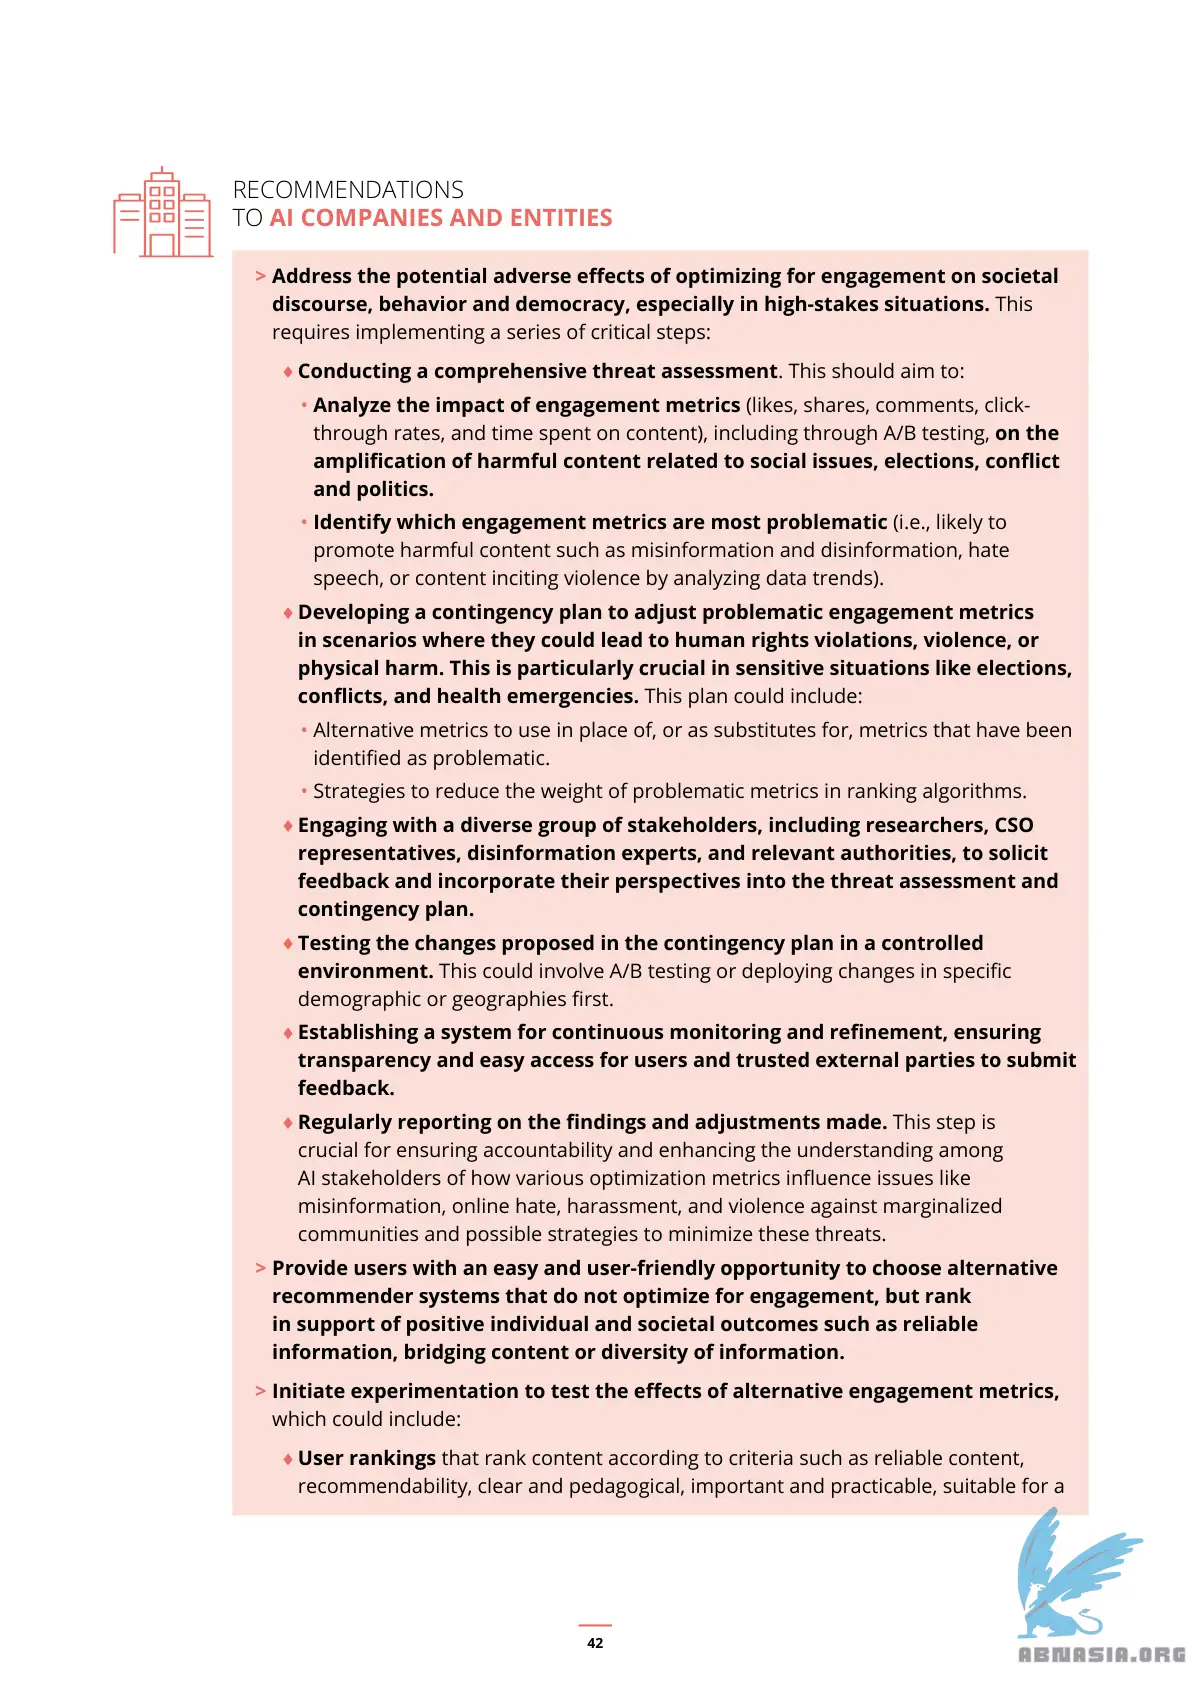 RECOMMENDATIONS
TO AI COMPANIES AND ENTITIES
> Address the potential adverse effects of optimizing for engagement on societal
discourse, behavior and democracy, especially in high-stakes situations. This
requires implementing a series of critical steps:
♦ Conducting a comprehensive threat assessment. This should aim to:
• Analyze the impact of engagement metrics (likes, shares, comments, click-
through rates, and time spent on content), including through A/B testing, on the
amplification of harmful content related to social issues, elections, conflict
and politics.
• Identify which engagement metrics are most problematic (i.e., likely to
promote harmful content such as misinformation and disinformation, hate
speech, or content inciting violence by analyzing data trends).
♦ Developing a contingency plan to adjust problematic engagement metrics
in scenarios where they could lead to human rights violations, violence, or
physical harm. This is particularly crucial in sensitive situations like elections,
conflicts, and health emergencies. This plan could include:
• Alternative metrics to use in place of, or as substitutes for, metrics that have been
identified as problematic.
• Strategies to reduce the weight of problematic metrics in ranking algorithms.
♦ Engaging with a diverse group of stakeholders, including researchers, CSO
representatives, disinformation experts, and relevant authorities, to solicit
feedback and incorporate their perspectives into the threat assessment and
contingency plan.
♦ Testing the changes proposed in the contingency plan in a controlled
environment. This could involve A/B testing or deploying changes in specific
demographic or geographies first.
♦ Establishing a system for continuous monitoring and refinement, ensuring
transparency and easy access for users and trusted external parties to submit
feedback.
♦ Regularly reporting on the findings and adjustments made. This step is
crucial for ensuring accountability and enhancing the understanding among
AI stakeholders of how various optimization metrics influence issues like
misinformation, online hate, harassment, and violence against marginalized
communities and possible strategies to minimize these threats.
> Provide users with an easy and user-friendly opportunity to choose alternative
recommender systems that do not optimize for engagement, but rank
in support of positive individual and societal outcomes such as reliable
information, bridging content or diversity of information.
> Initiate experimentation to test the effects of alternative engagement metrics,
which could include:
♦ User rankings that rank content according to criteria such as reliable content,
recommendability, clear and pedagogical, important and practicable, suitable for a
42
ABNASIA.ORG